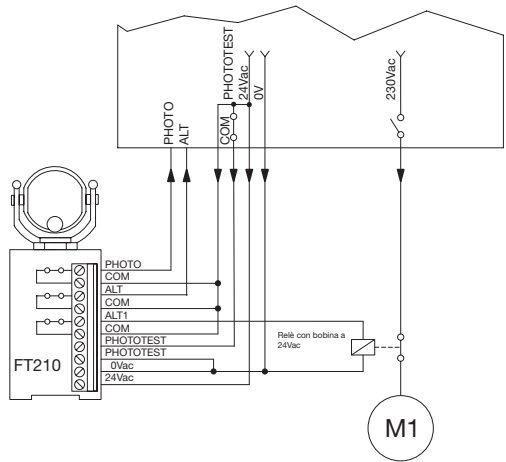 PHOTO
ALT
COM
PHOTOTEST
24Vac
0V
230Vac
PHOTO
COM
ALT
COM
ALT1
COM
PHOTOTEST
PHOTOTEST
0Vac
24Vac
FT210
Relè con bobina a
24Vac
M1